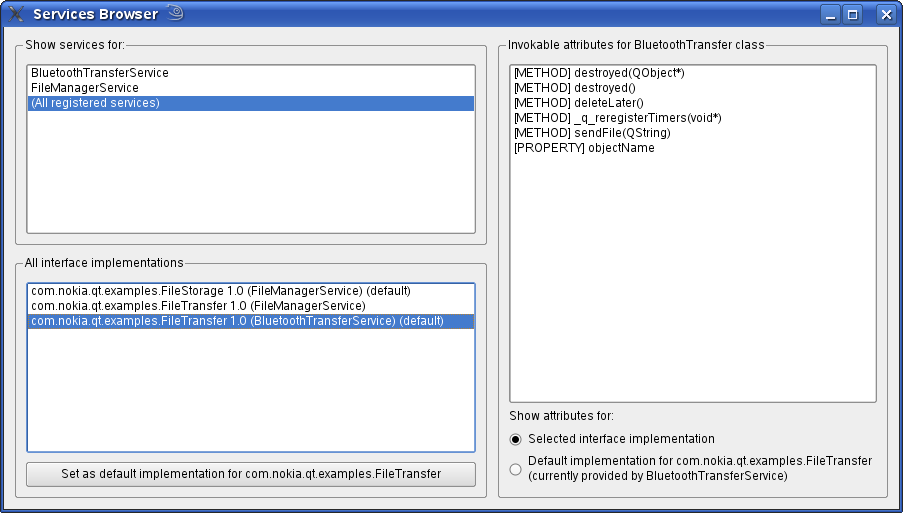 Services Browser
Show services for:
BluetoothTransferService
FileManagerService
(All registered services)
All interface implementations
com.nokia.qt.examples.FileStorage 1.0 (FileManagerService) (default)
com.nokia.qt.examples.FileTransfer 1.0 (FileManagerService)
com.nokia.qt.examples.FileTransfer 1.0 (BluetoothTransferService) (default)
Set as default implementation for com.nokia.qt.examples.FileTransfer
Invokable attributes for BluetoothTransfer class
[METHOD] destroyed(QObject*)
[METHOD] destroyed()
[METHOD] deleteLater()
[METHOD] _q_reregisterTimers(void*)
[METHOD] sendFile(QString)
[PROPERTY] objectName
Show attributes for:
Selected interface implementation
Default implementation for com.nokia.qt.examples.FileTransfer
(currently provided by BluetoothTransferService)